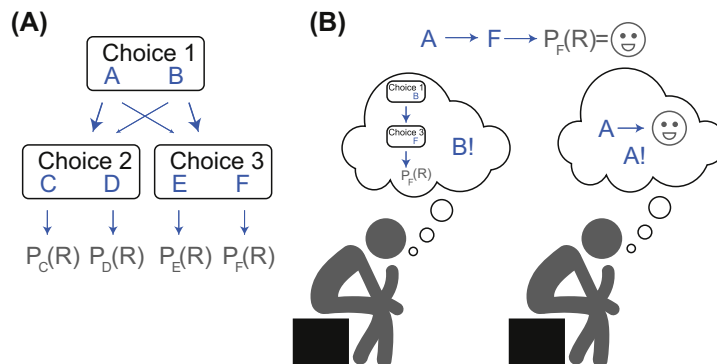 (A)
Choice 1
A B
Choice 2
C D
Choice 3
E F
P_C(R) P_D(R) P_E(R) P_F(R)
(B)
A F P_F(R)=
Choice 1
B
Choice 3
F
P_F(R)
B!
A
A!